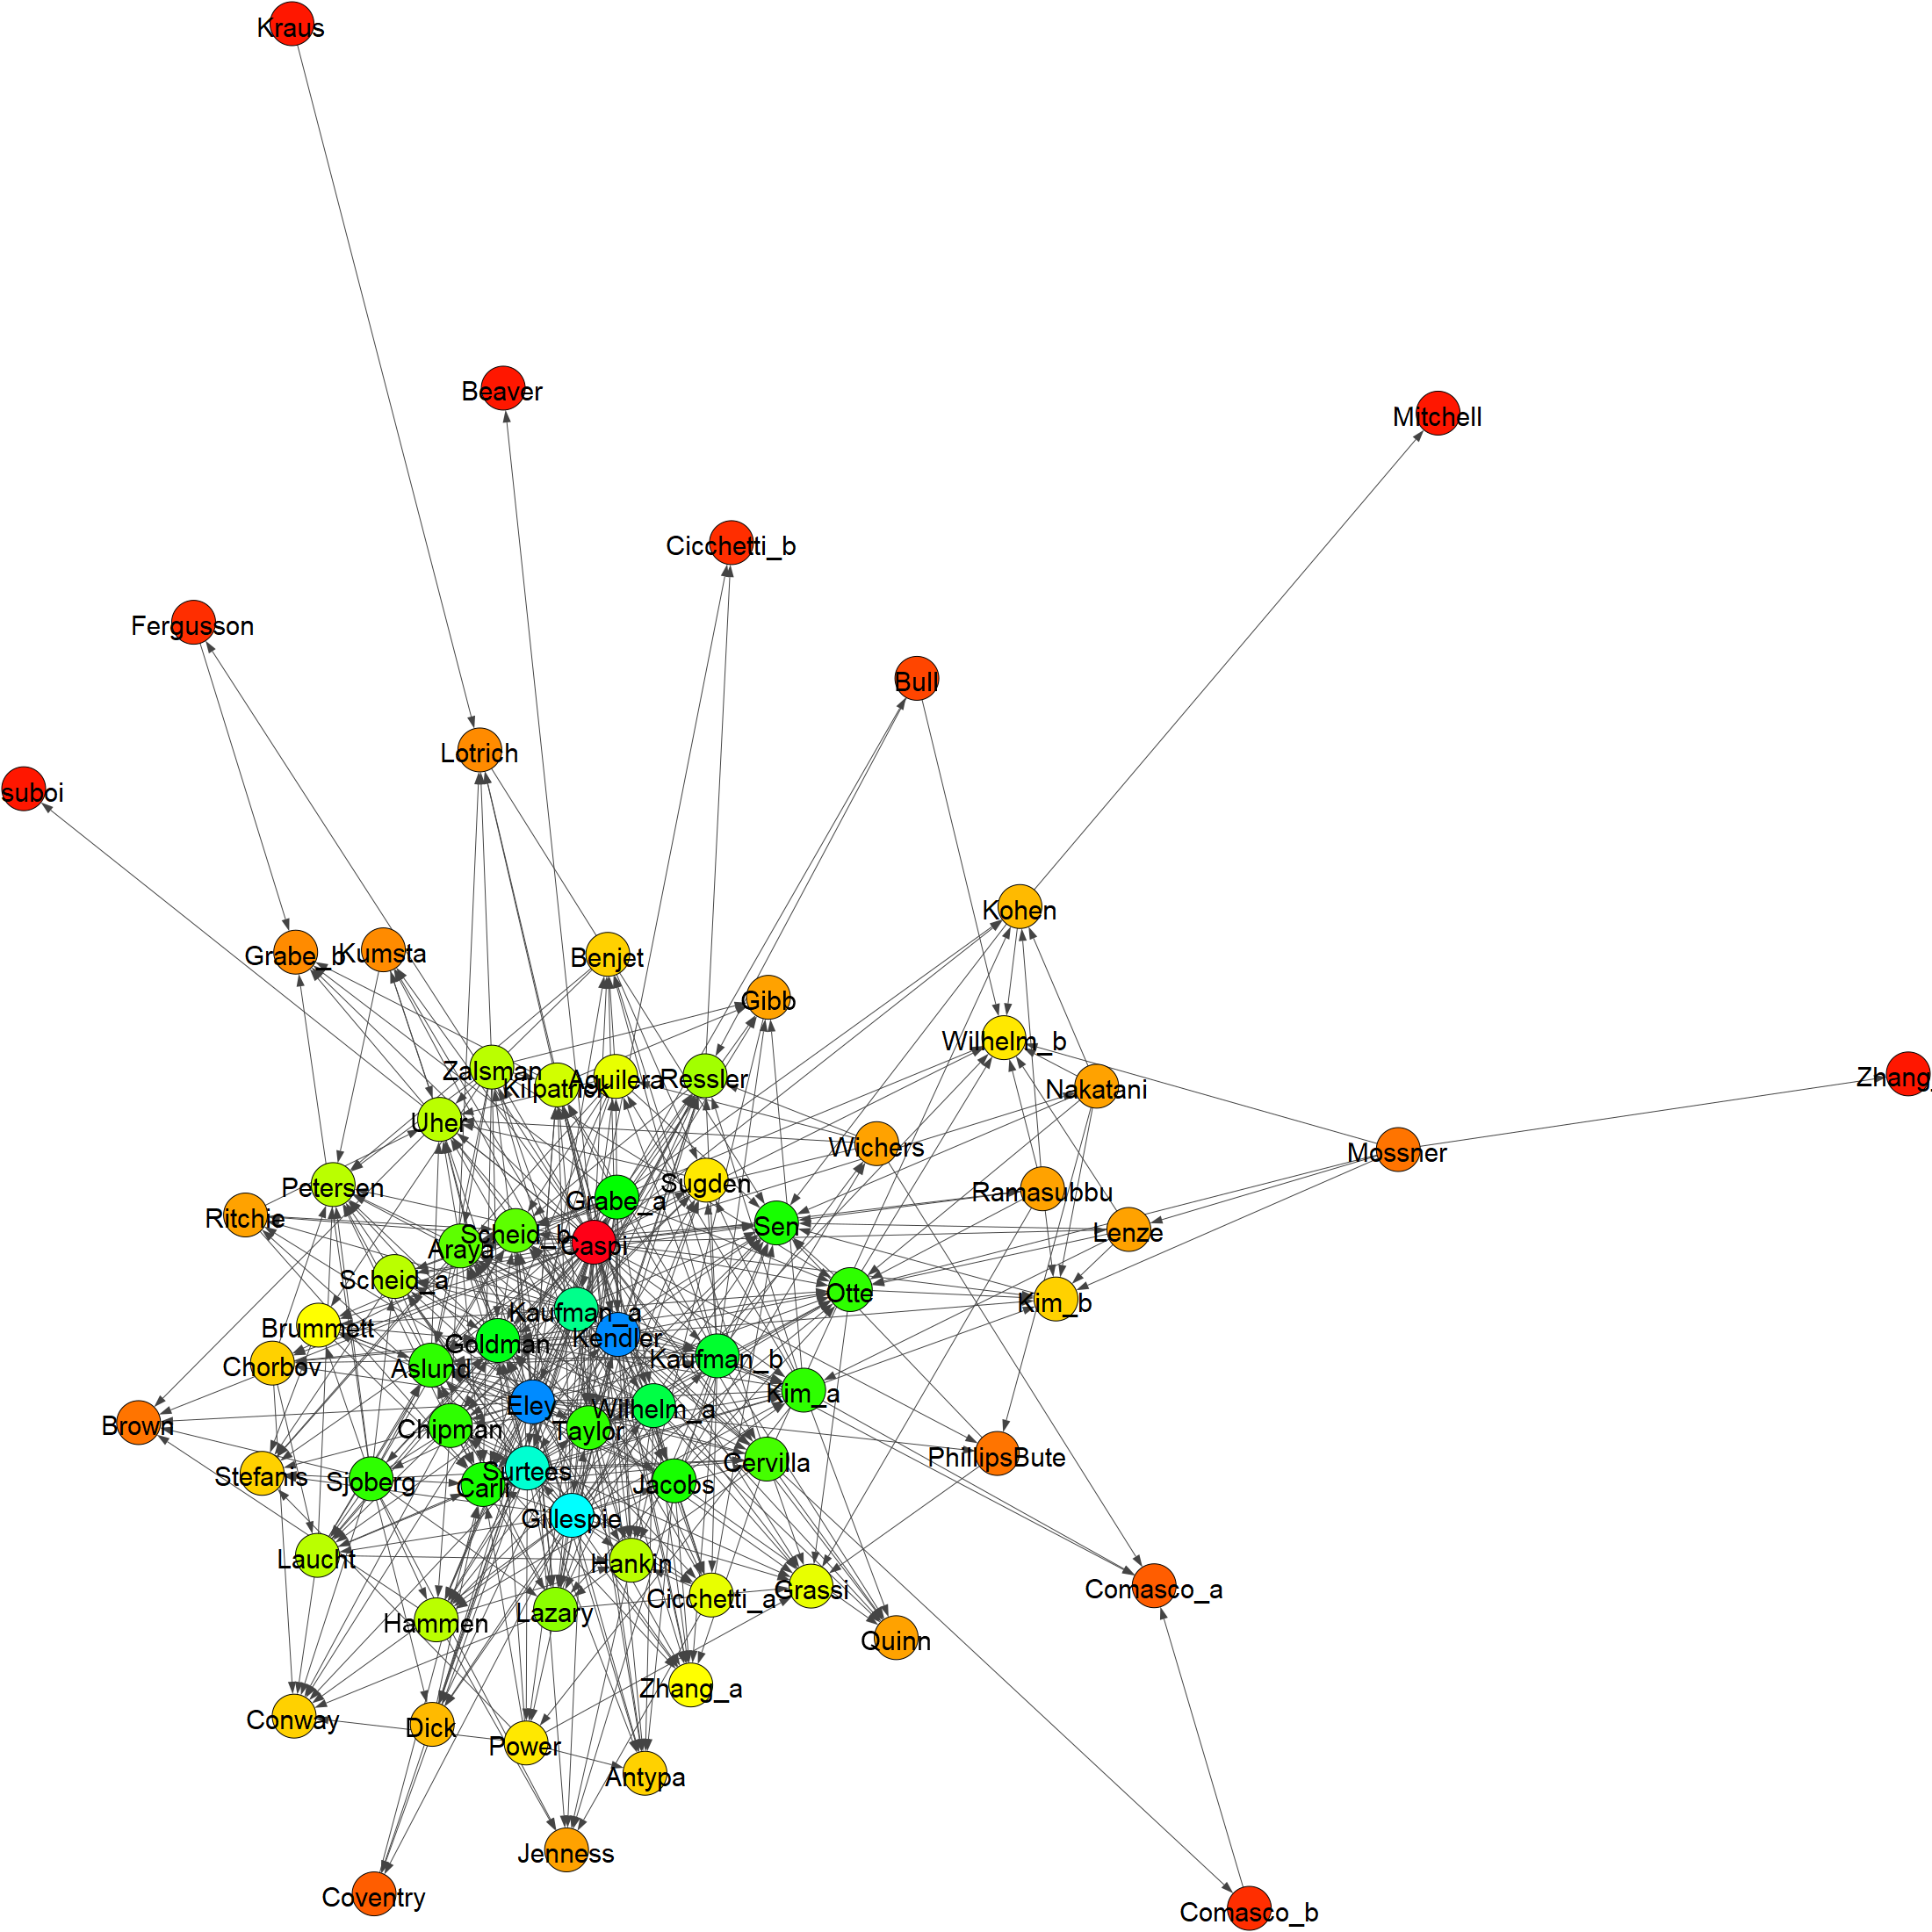 Kraus
Beaver
Mitchell
Cicchetti_b
Fergusson
Bull
Lotrich
suboi
Kohen
Grabe_b
Kumsta
Benjet
Gibb
Wilhelm_b
Zalsman
Kilpatrick
Aguilera
Ressler
Zhang_
Nakatani
Uher
Wichers
Mossner
Petersen
Sugden
Ramasubbu
Grabe_a
Ritchie
Sen
Lenze
Scheid_b
Araya
Caspi
Scheid_a
Otte
Kim_b
Kaufman_a
Brummett
Kendler
Goldman
Kaufman_b
Chorbov
Aslund
Kim_a
Eley
Wilhelm_a
Brown
Chipman
Taylor
PhillipsBute
Cervilla
Surtees
Stefanis
Sjoberg
Carli
Jacobs
Gillespie
Laucht
Hankin
Comasco_a
Grassi
Cicchetti_a
Lazary
Hammen
Quinn
Zhang_a
Conway
Dick
Power
Antypa
Jenness
Coventry
Comasco_b